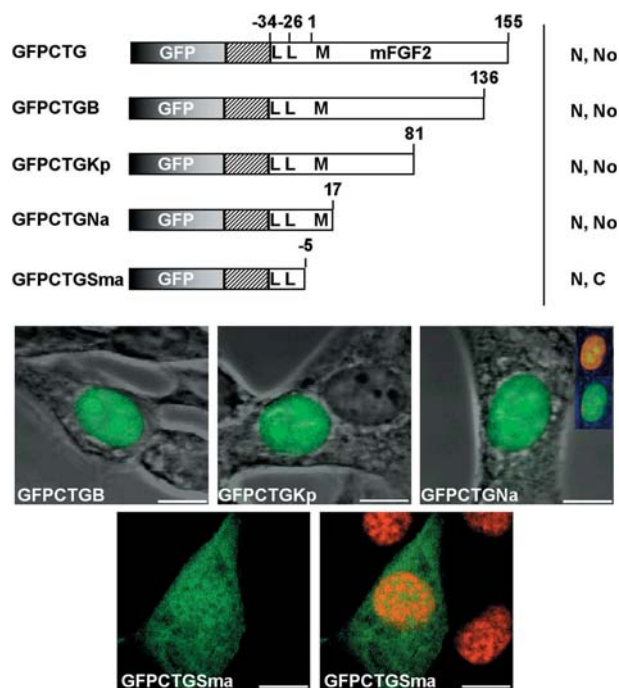 -34 -26 1 155
GFPCTG GFP L L M mFGF2 N, No
136
GFPCTGB GFP L L M N, No
81
GFPCTGKp GFP L L M N, No
17
GFPCTGNa GFP L L M N, No
-5
GFPCTGSma GFP L L N, C
GFPCTGB GFPCTGKp GFPCTGNa
GFPCTGSma GFPCTGSma